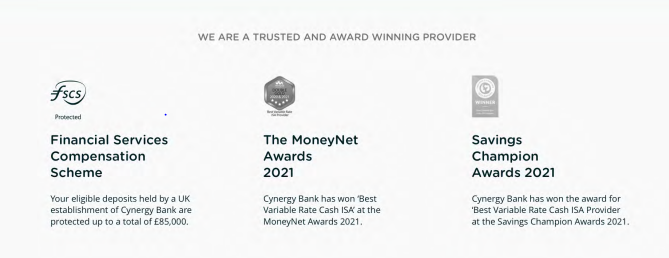 WE ARE A TRUSTED AND AWARD WINNING PROVIDER
fscs
Protected
Financial Services
Compensation
Scheme
Your eligible deposits held by a UK
establishment of Cynergy Bank are
protected up to a total of £85,000.
Best Variable Rate
The MoneyNet
Awards
2021
Cynergy Bank has won 'Best
Variable Rate Cash ISA' at the
MoneyNet Awards 2021.
WINNER
Savings
Champion
Awards 2021
Cynergy Bank has won the award for
'Best Variable Rate Cash ISA Provider
at the Savings Champion Awards 2021.